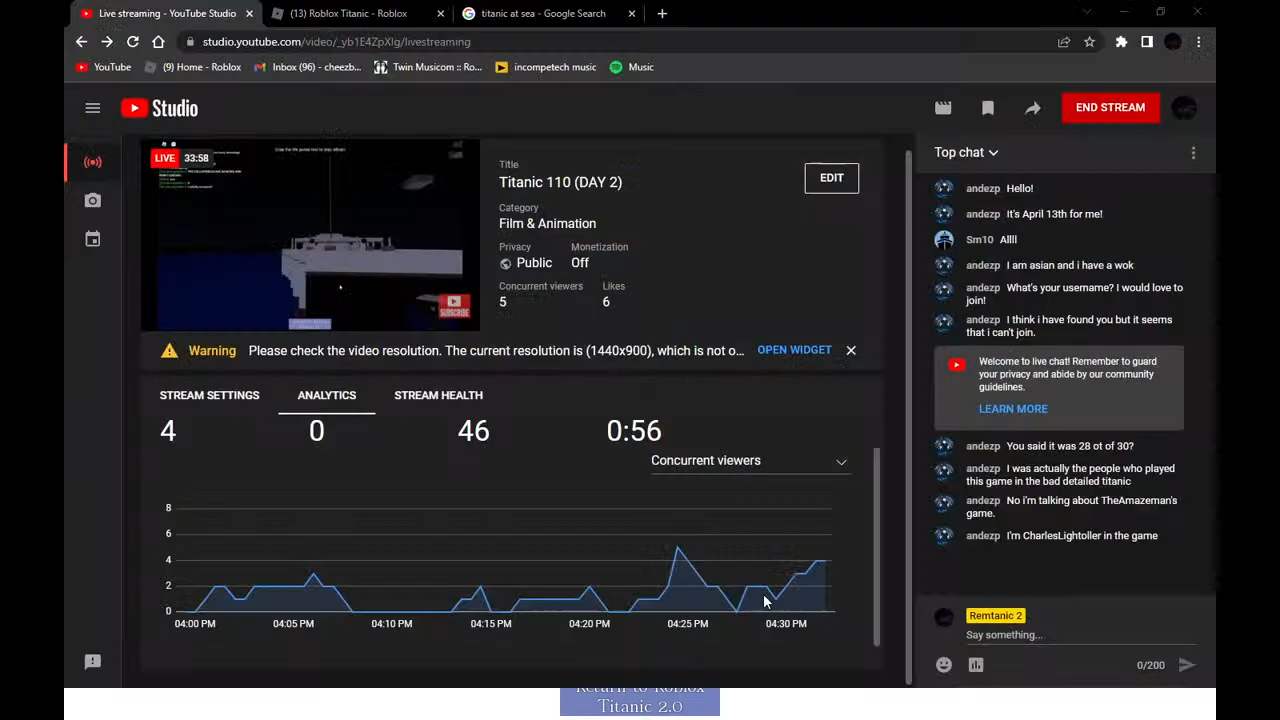 Live streaming - YouTube Studio
(13) Roblox Titanic - Roblox
titanic at sea - Google Search
studio.youtube.com/video/_yb1E4ZpXIg/livestreaming
YouTube
(9) Home - Roblox
Inbox (96) - cheezb...
Twin Musicom :: Ro...
incompetech music
Music
Studio
END STREAM
LIVE 33:58
SUBSCRIBE
Title
Titanic 110 (DAY 2)
EDIT
Category
Film & Animation
Privacy
Public
Monetization
Off
Concurrent viewers
5
Likes
6
Warning Please check the video resolution. The current resolution is (1440x900), which is not o... OPEN WIDGET
STREAM SETTINGS
ANALYTICS
STREAM HEALTH
4
0
46
0:56
Concurrent viewers
8
6
4
2
0
04:00 PM
04:05 PM
04:10 PM
04:15 PM
04:20 PM
04:25 PM
04:30 PM
Top chat
andezp Hello!
andezp It's April 13th for me!
Sm10 Allll
andezp I am asian and i have a wok
andezp What's your username? I would love to
join!
andezp I think i have found you but it seems
that i can't join.
Welcome to live chat! Remember to guard
your privacy and abide by our community
guidelines.
LEARN MORE
andezp You said it was 28 ot of 30?
andezp I was actually the people who played
this game in the bad detailed titanic
andezp No i'm talking about TheAmazeman's
game.
andezp I'm CharlesLightoller in the game
Remtanic 2
Say something...
0/200
Return to Roblox
Titanic 2.0